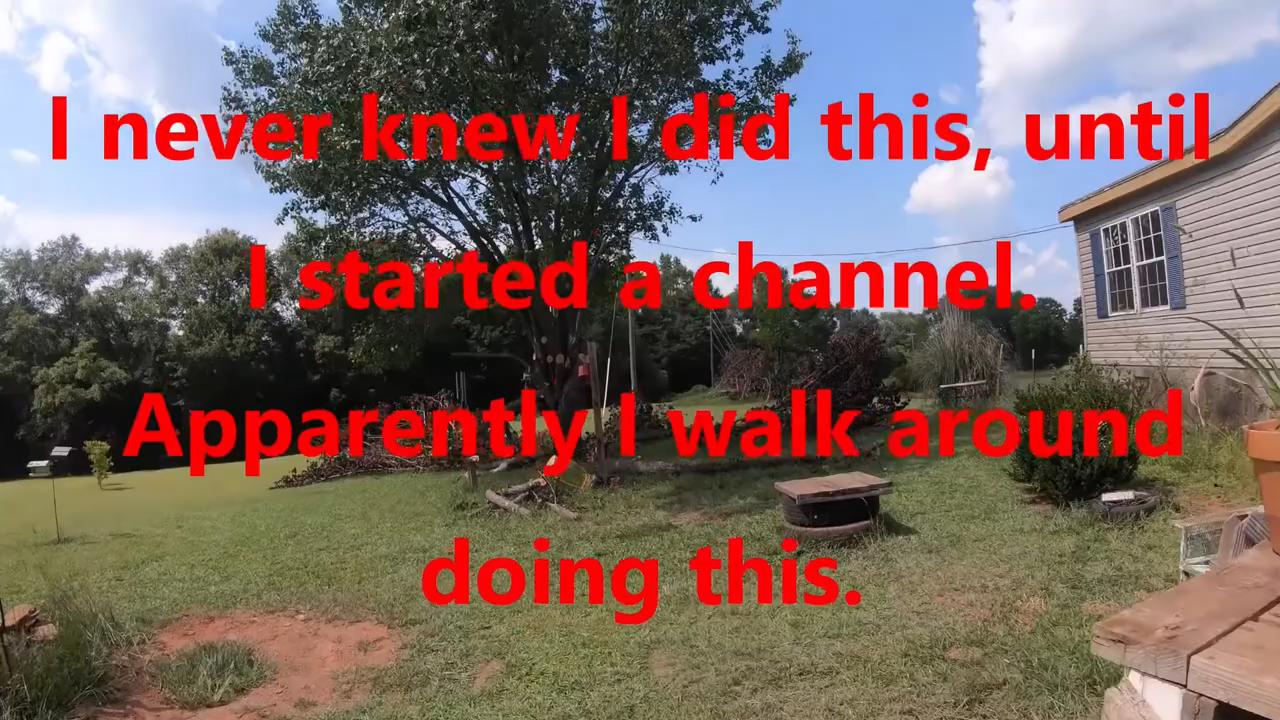 I never knew I did this, until
I started a channel.
Apparently I walk around
doing this.